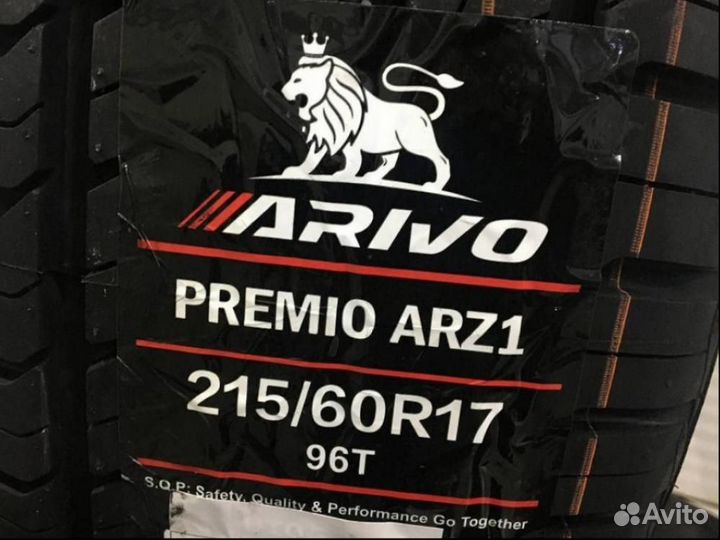 ARIVO
PREMIO ARZ1
215/60R17
96T
S.Q.P: Safety, Quality & Performance Go Together
Avito